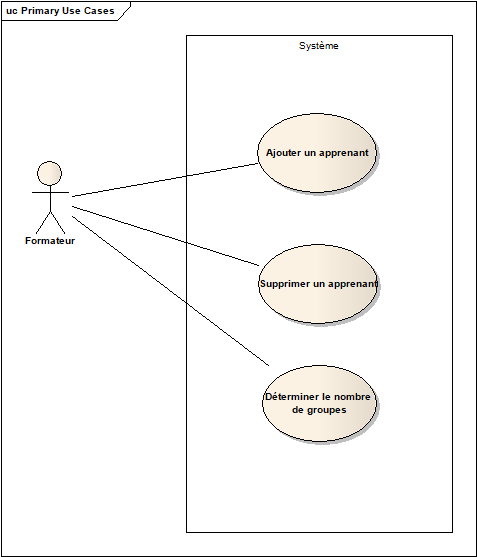 uc Primary Use Cases
Système
Ajouter un apprenant
Formateur
Supprimer un apprenant
Déterminer le nombre
de groupes